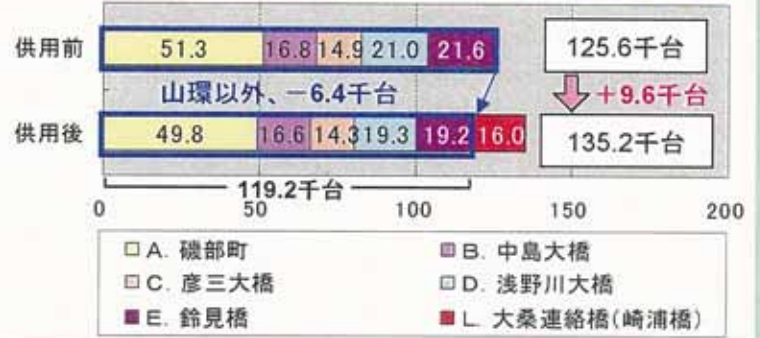 供用前 51.3 16.8 14.9 21.0 21.6 125.6千台
山環以外、－6.4千台 ＋9.6千台
供用後 49.8 16.6 14.3 19.3 19.2 16.0 135.2千台
119.2千台
0 50 100 150 200
A. 磯部町 B. 中島大橋
C. 彦三大橋 D. 浅野川大橋
E. 鈴見橋 L. 大桑連絡橋(崎浦橋)